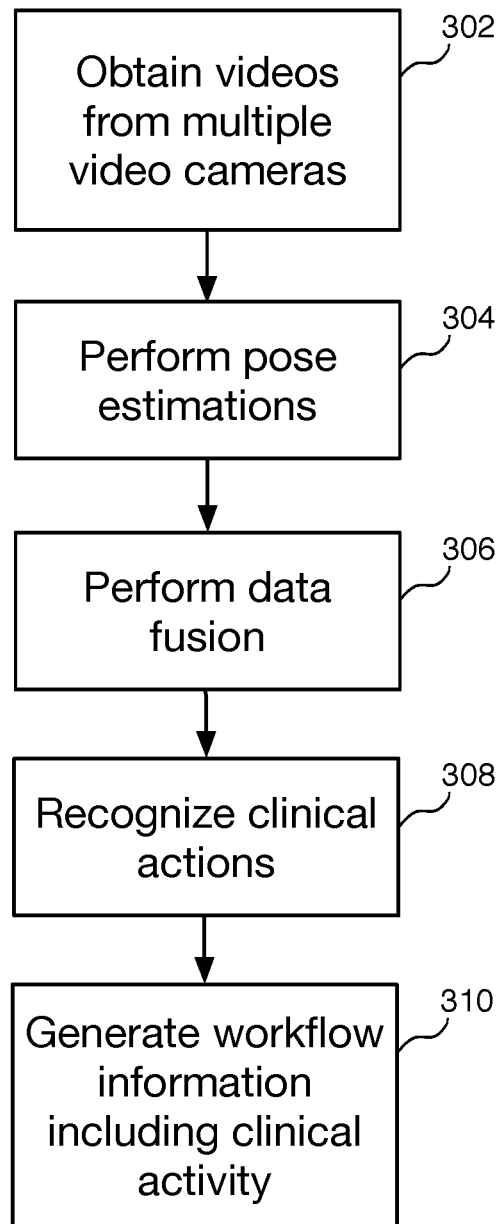 302
Obtain videos
from multiple
video cameras
304
Perform pose
estimations
306
Perform data
fusion
308
Recognize clinical
actions
310
Generate workflow
information
including clinical
activity